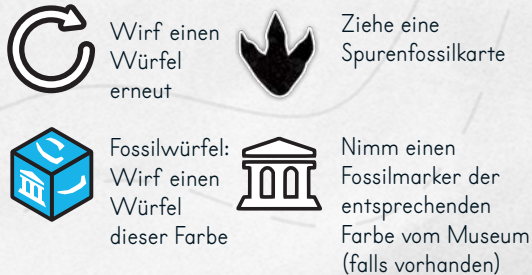 Wirf einen
Würfel
erneut
Ziehe eine
Spurenfossilkarte
Fossilwürfel:
Wirf einen
Würfel
dieser Farbe
Nimm einen
Fossilmarker der
entsprechenden
Farbe vom Museum
(falls vorhanden)